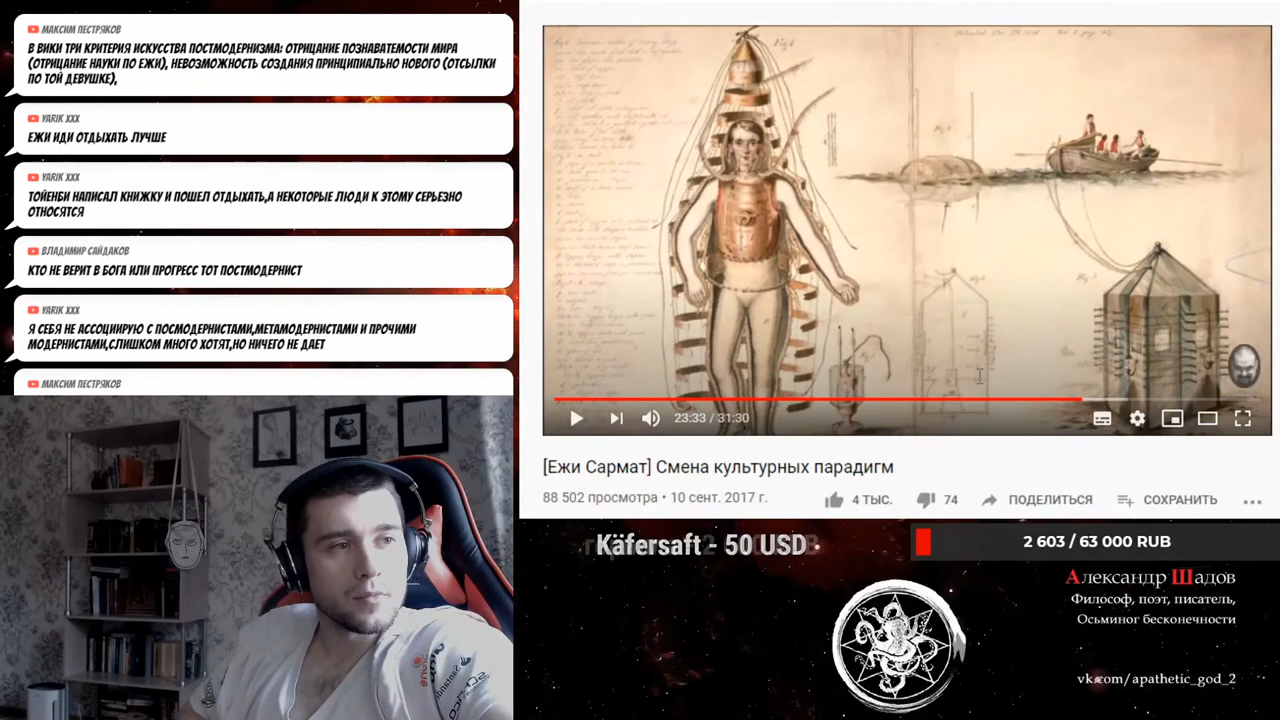 МАКСИМ ПЕСТРЯКОВ
В ВИКИ ТРИ КРИТЕРИЯ ИСКУССТВА ПОСТМОДЕРНИЗМА: ОТРИЦАНИЕ ПОЗНАВАТЕМОСТИ МИРА
(ОТРИЦАНИЕ НАУКИ ПО ЕЖИ), НЕВОЗМОЖНОСТЬ СОЗДАНИЯ ПРИНЦИПИАЛЬНО НОВОГО (ОТСЫЛКИ
ПО ТОЙ ДЕВУШКЕ),
YARIK XXX
ЕЖИ ИДИ ОТДЫХАТЬ ЛУЧШЕ
YARIK XXX
ТОЙЕНБИ НАПИСАЛ КНИЖКУ И ПОШЕЛ ОТДЫХАТЬ,А НЕКОТОРЫЕ ЛЮДИ К ЭТОМУ СЕРЬЕЗНО
ОТНОСЯТСЯ
ВЛАДИМИР САЙДАКОВ
КТО НЕ ВЕРИТ В БОГА ИЛИ ПРОГРЕСС ТОТ ПОСТМОДЕРНИСТ
YARIK XXX
Я СЕБЯ НЕ АССОЦИИРУЮ С ПОСМОДЕРНИСТАМИ,МЕТАМОДЕРНИСТАМИ И ПРОЧИМИ
МОДЕРНИСТАМИ,СЛИШКОМ МНОГО ХОТЯТ,НО НИЧЕГО НЕ ДАЕТ
МАКСИМ ПЕСТРЯКОВ
23:33 / 31:30
[Ежи Сармат] Смена культурных парадигм
88 502 просмотра • 10 сент. 2017 г.
4 ТЫС.
74
ПОДЕЛИТЬСЯ
СОХРАНИТЬ
Käfersaft - 50 USD
2 603 / 63 000 RUB
Александр Шадов
Философ, поэт, писатель,
Осьминог бесконечности
vk.com/apathetic_god_2